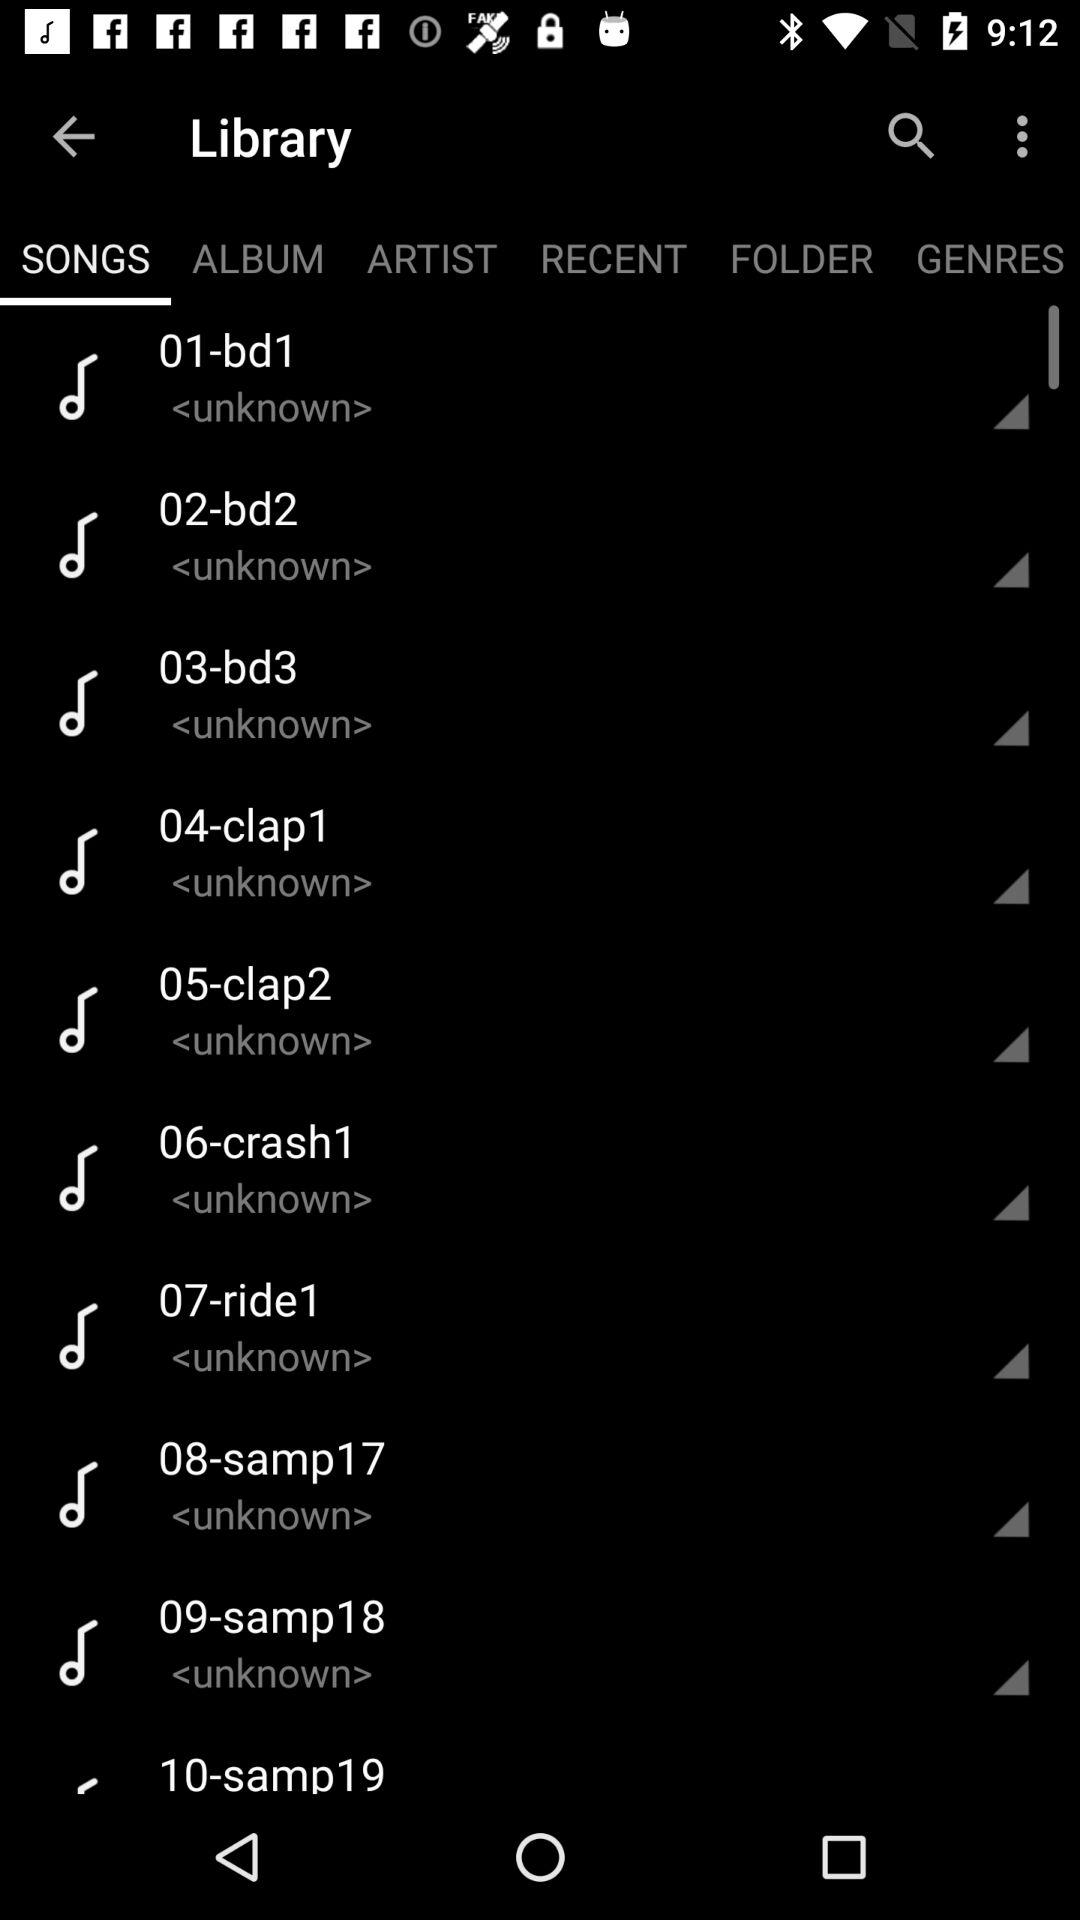 FAKE
9:12
Library
SONGS ALBUM ARTIST RECENT FOLDER GENRES
01-bd1
<unknown>
02-bd2
<unknown>
03-bd3
<unknown>
04-clap1
<unknown>
05-clap2
<unknown>
06-crash1
<unknown>
07-ride1
<unknown>
08-samp17
<unknown>
09-samp18
<unknown>
10-samp19